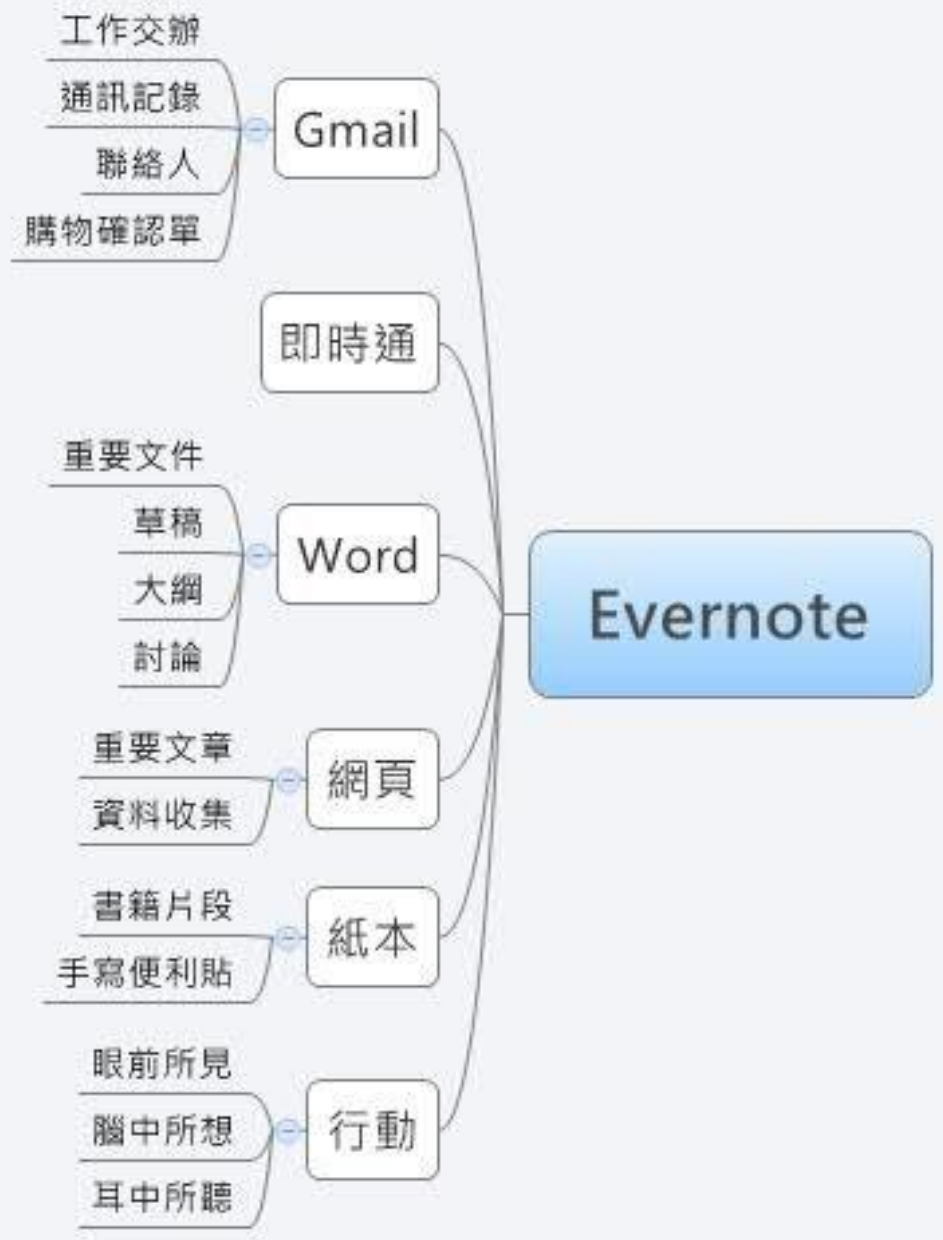 工作交辦
通訊記錄
聯絡人
購物確認單
Gmail
即時通
重要文件
草稿
大綱
討論
Word
Evernote
重要文章
資料收集
網頁
書籍片段
手寫便利貼
紙本
眼前所見
腦中所想
耳中所聽
行動